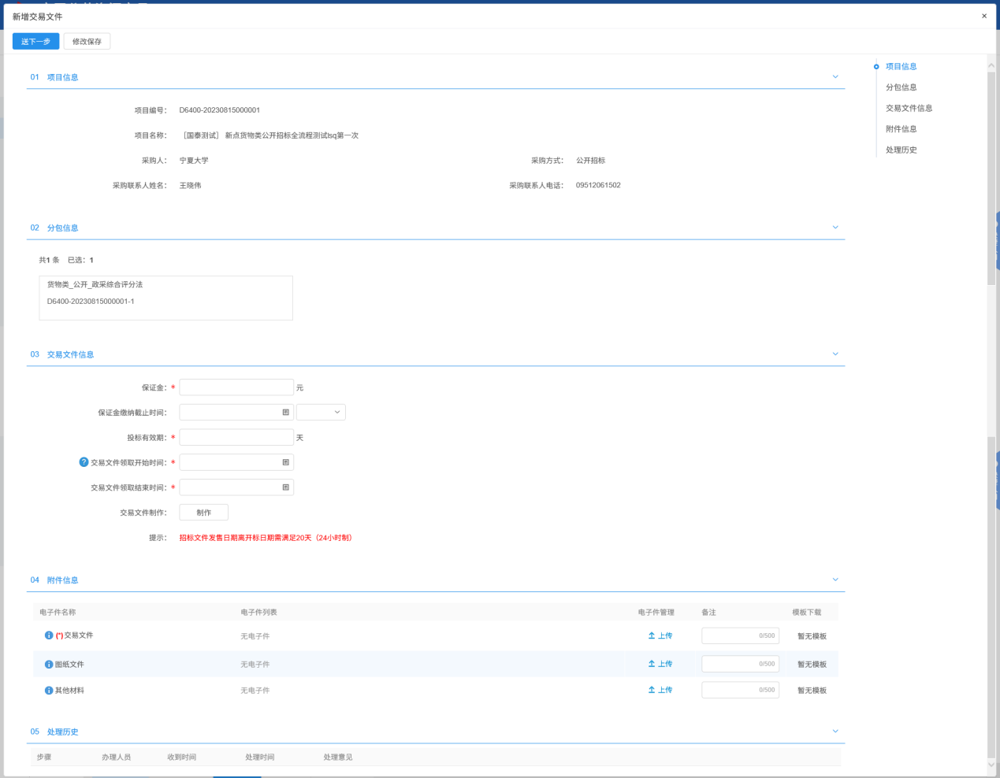 新增交易文件
×
送下一步 修改保存
01 项目信息
项目编号： D6400-20230815000001
项目名称： ［国泰测试］ 新点货物类公开招标全流程测试lsq第一次
采购人： 宁夏大学 采购方式： 公开招标
采购联系人姓名： 王晓伟 采购联系人电话： 09512061502
02 分包信息
共1 条 已选：1
货物类_公开_政采综合评分法
D6400-20230815000001-1
03 交易文件信息
保证金：* 元
保证金缴纳截止时间：
投标有效期：* 天
交易文件领取开始时间：*
交易文件领取结束时间：*
交易文件制作： 制作
提示： 招标文件发售日期离开标日期需满足20天（24小时制）
04 附件信息
电子件名称 电子件列表 电子件管理 备注 模板下载
(*)交易文件 无电子件 上传 0/500 暂无模板
图纸文件 无电子件 上传 0/500 暂无模板
其他材料 无电子件 上传 0/500 暂无模板
05 处理历史
步骤 办理人员 收到时间 处理时间 处理意见
项目信息
分包信息
交易文件信息
附件信息
处理历史